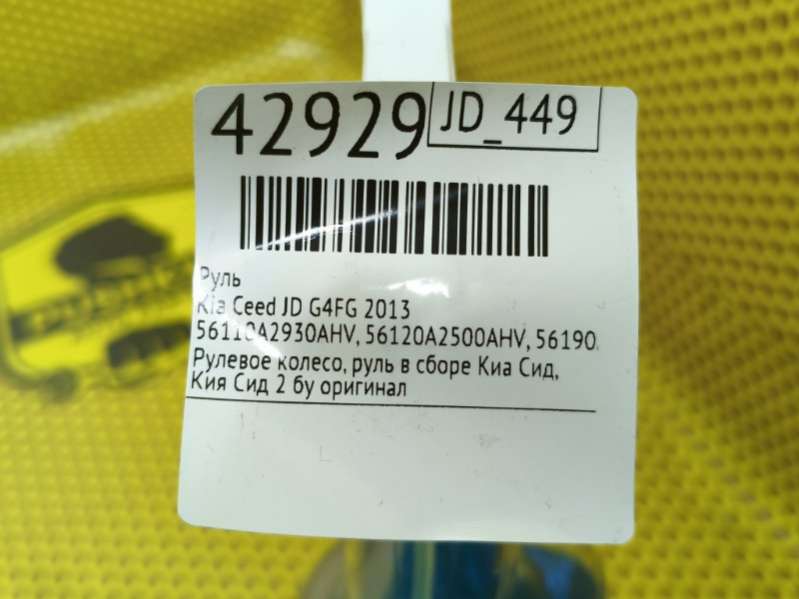 42929
JD_449
Руль
Kia Ceed JD G4FG 2013
56110A2930AHV, 56120A2500AHV, 56190
Рулевое колесо, руль в сборе Киа Сид,
Кия Сид 2 бу оригинал